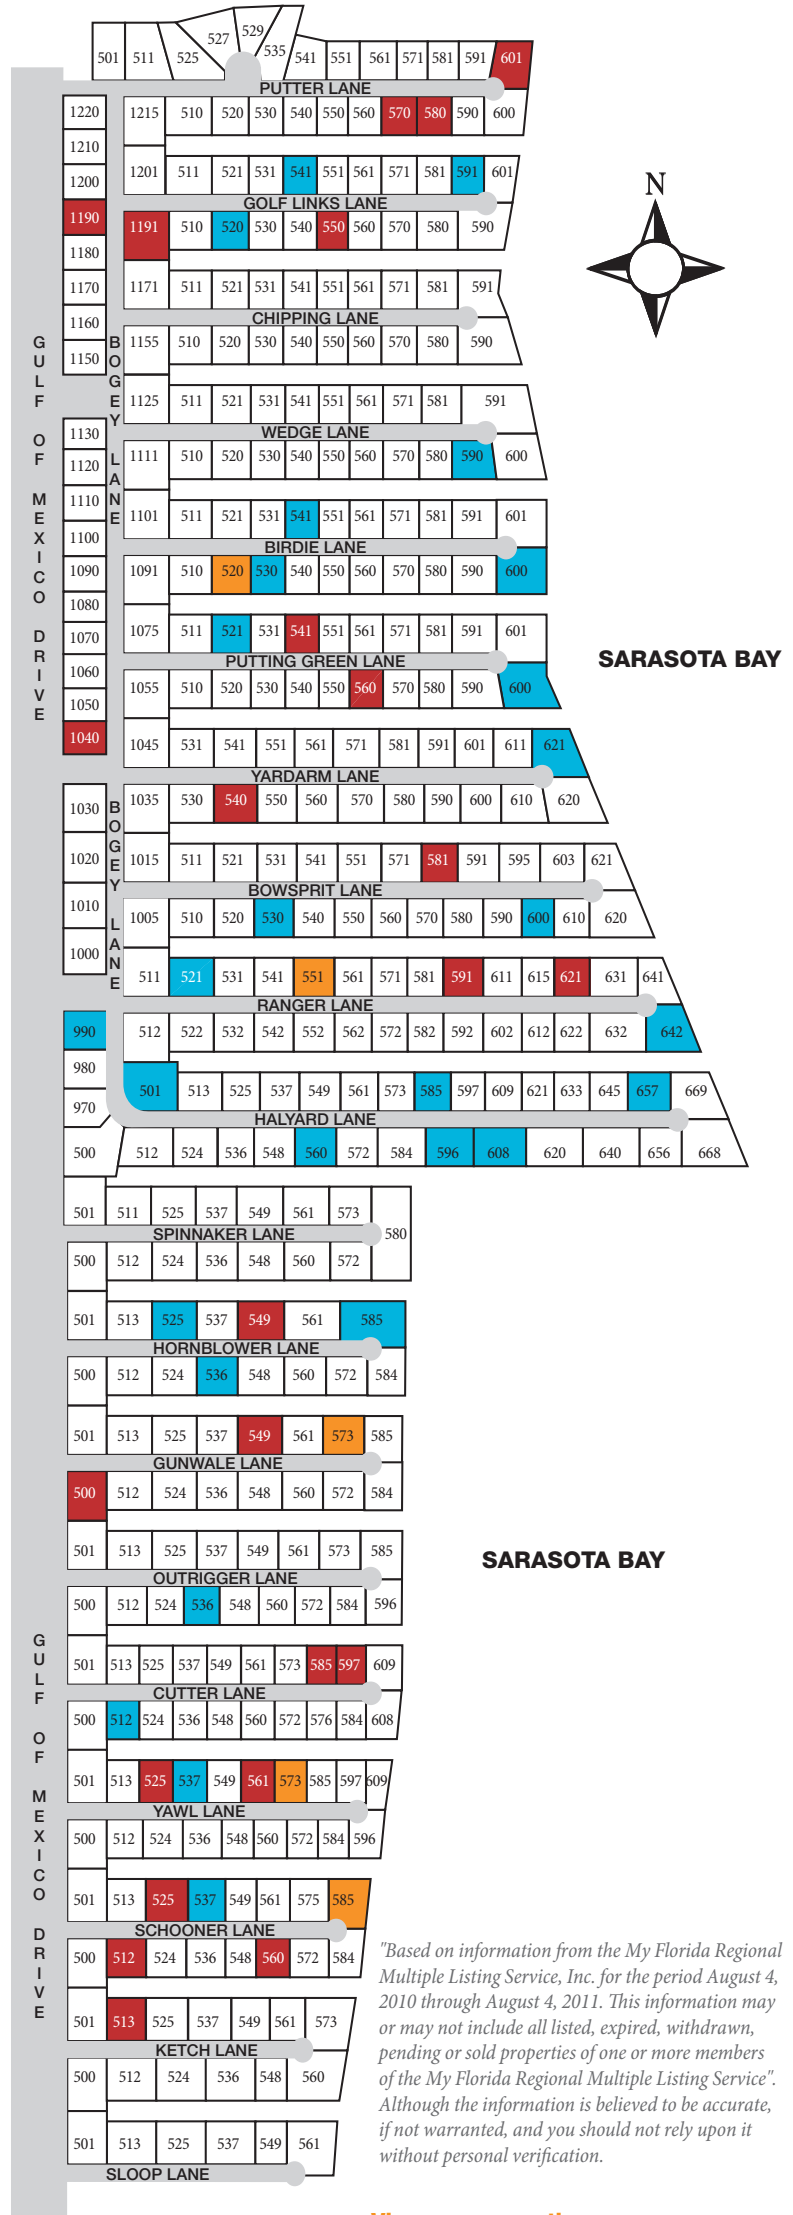 501 511 525 527 529 535 541 551 561 571 581 591 601
PUTTER LANE
1220 1215 510 520 530 540 550 560 570 580 590 600
1210
1200 1201 511 521 531 541 551 561 571 581 591 601
GOLF LINKS LANE
1190 1191 510 520 530 540 550 560 570 580 590
1180
1170 1171 511 521 531 541 551 561 571 581 591
CHIPPING LANE
1160
1150 1155 510 520 530 540 550 560 570 580 590
1125 511 521 531 541 551 561 571 581 591
WEDGE LANE
1130
1120 1111 510 520 530 540 550 560 570 580 590 600
1110
1100 1101 511 521 531 541 551 561 571 581 591 601
BIRDIE LANE
1090 1091 510 520 530 540 550 560 570 580 590 600
1080
1070 1075 511 521 531 541 551 561 571 581 591 601
PUTTING GREEN LANE
1060
1050 1055 510 520 530 540 550 560 570 580 590 600
1040 1045 531 541 551 561 571 581 591 601 611 621
YARDARM LANE
1030 1035 530 540 550 560 570 580 590 600 610 620
1020 1015 511 521 531 541 551 571 581 591 595 603 621
BOWSPRIT LANE
1010 1005 510 520 530 540 550 560 570 580 590 600 610 620
1000
511 521 531 541 551 561 571 581 591 611 615 621 631 641
RANGER LANE
990 512 522 532 542 552 562 572 582 592 602 612 622 632 642
980
970 501 513 525 537 549 561 573 585 597 609 621 633 645 657 669
HALYARD LANE
500 512 524 536 548 560 572 584 596 608 620 640 656 668
501 511 525 537 549 561 573 580
SPINNAKER LANE
500 512 524 536 548 560 572
501 513 525 537 549 561 585
HORNBLOWER LANE
500 512 524 536 548 560 572 584
501 513 525 537 549 561 573 585
GUNWALE LANE
500 512 524 536 548 560 572 584
501 513 525 537 549 561 573 585
OUTRIGGER LANE
500 512 524 536 548 560 572 584 596
501 513 525 537 549 561 573 585 597 609
CUTTER LANE
500 512 524 536 548 560 572 576 584 608
501 513 525 537 549 561 573 585 597 609
YAWL LANE
500 512 524 536 548 560 572 584 596
501 513 525 537 549 561 575 585
SCHOONER LANE
500 512 524 536 548 560 572 584
501 513 525 537 549 561 573
KETCH LANE
500 512 524 536 548 560
501 513 525 537 549 561
SLOOP LANE
GULF OF MEXICO DRIVE
BOGEY LANE
BOGEY LANE
GULF OF MEXICO DRIVE
N
SARASOTA BAY
SARASOTA BAY
"Based on information from the My Florida Regional
Multiple Listing Service, Inc. for the period August 4,
2010 through August 4, 2011. This information may
or may not include all listed, expired, withdrawn,
pending or sold properties of one or more members
of the My Florida Regional Multiple Listing Service".
Although the information is believed to be accurate,
if not warranted, and you should not rely upon it
without personal verification.